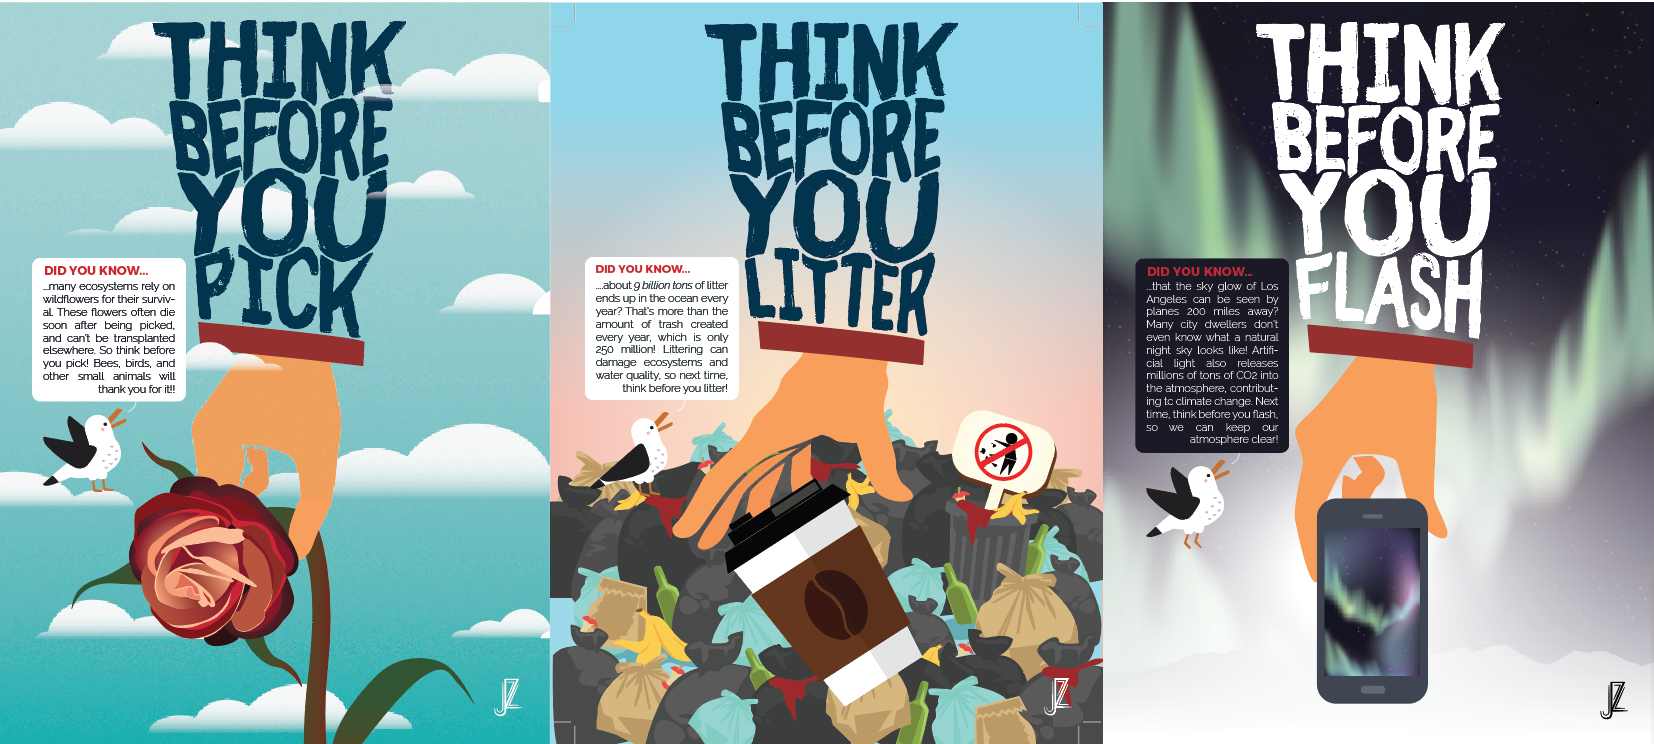 THINK
BEFORE
YOU
PICK
DID YOU KNOW...
...many ecosystems rely on
wildflowers for their surviv-
al. These flowers often die
soon after being picked,
and can't be transplanted
elsewhere. So think before
you pick! Bees, birds, and
other small animals will
thank you for it!!
JZ
THINK
BEFORE
YOU
LITTER
DID YOU KNOW...
....about 9 billion tons of litter
ends up in the ocean every
year? That's more than the
amount of trash created
every year, which is only
250 million! Littering can
damage ecosystems and
water quality, so next time,
think before you litter!
JZ
THINK
BEFORE
YOU
FLASH
DID YOU KNOW...
...that the sky glow of Los
Angeles can be seen by
planes 200 miles away?
Many city dwellers don't
even know what a natural
night sky looks like! Artifi-
cial light also releases
millions of tons of CO2 into
the atmosphere, contribut-
ing tc climate change. Next
time, think before you flash,
so we can keep our
atmosphere clear!
JZ